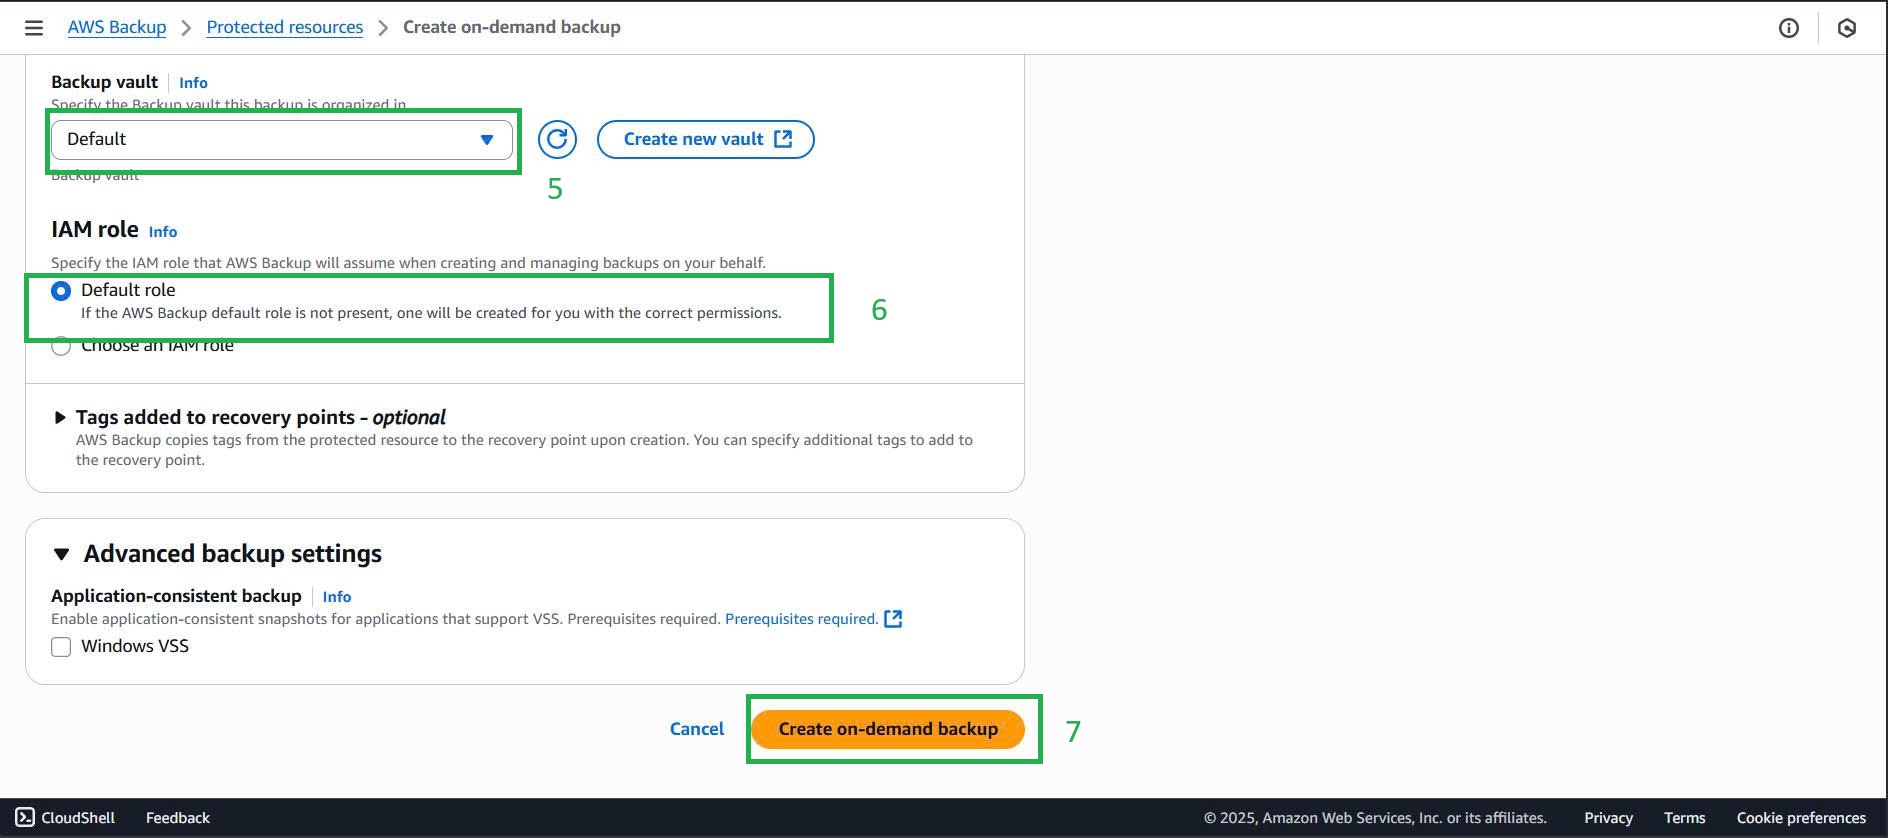 AWS Backup > Protected resources > Create on-demand backup
Backup vault Info
Specify the Backup vault this backup is organized in
Default
Create new vault
5
Backup vault
IAM role Info
Specify the IAM role that AWS Backup will assume when creating and managing backups on your behalf.
Default role
If the AWS Backup default role is not present, one will be created for you with the correct permissions.
6
Choose an IAM role
Tags added to recovery points - optional
AWS Backup copies tags from the protected resource to the recovery point upon creation. You can specify additional tags to add to
the recovery point.
Advanced backup settings
Application-consistent backup Info
Enable application-consistent snapshots for applications that support VSS. Prerequisites required. Prerequisites required.
Windows VSS
Cancel Create on-demand backup 7
CloudShell Feedback © 2025, Amazon Web Services, Inc. or its affiliates. Privacy Terms Cookie preferences